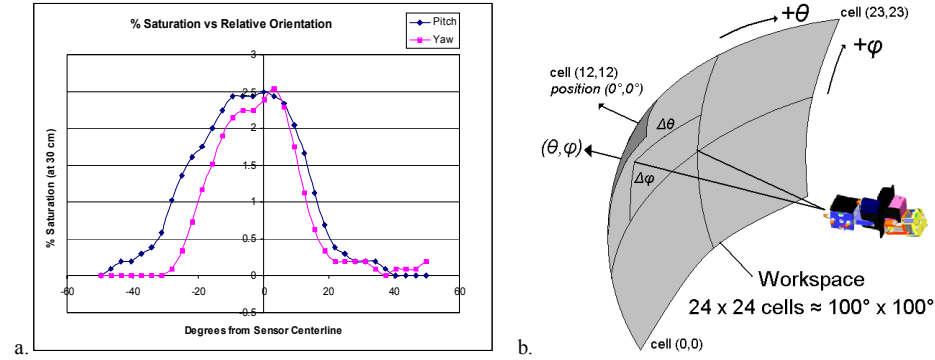 % Saturation vs Relative Orientation
Pitch
Yaw
% Saturation (at 30 cm)
3
2.5
2
1.5
1
0.5
0
-0.5
-60
-40
-20
0
20
40
60
Degrees from Sensor Centerline
a.
+θ
cell (23,23)
+φ
cell (12,12)
position (0°,0°)
Δθ
(θ,φ)
Δφ
Workspace
24 x 24 cells ≈ 100° x 100°
cell (0,0)
b.